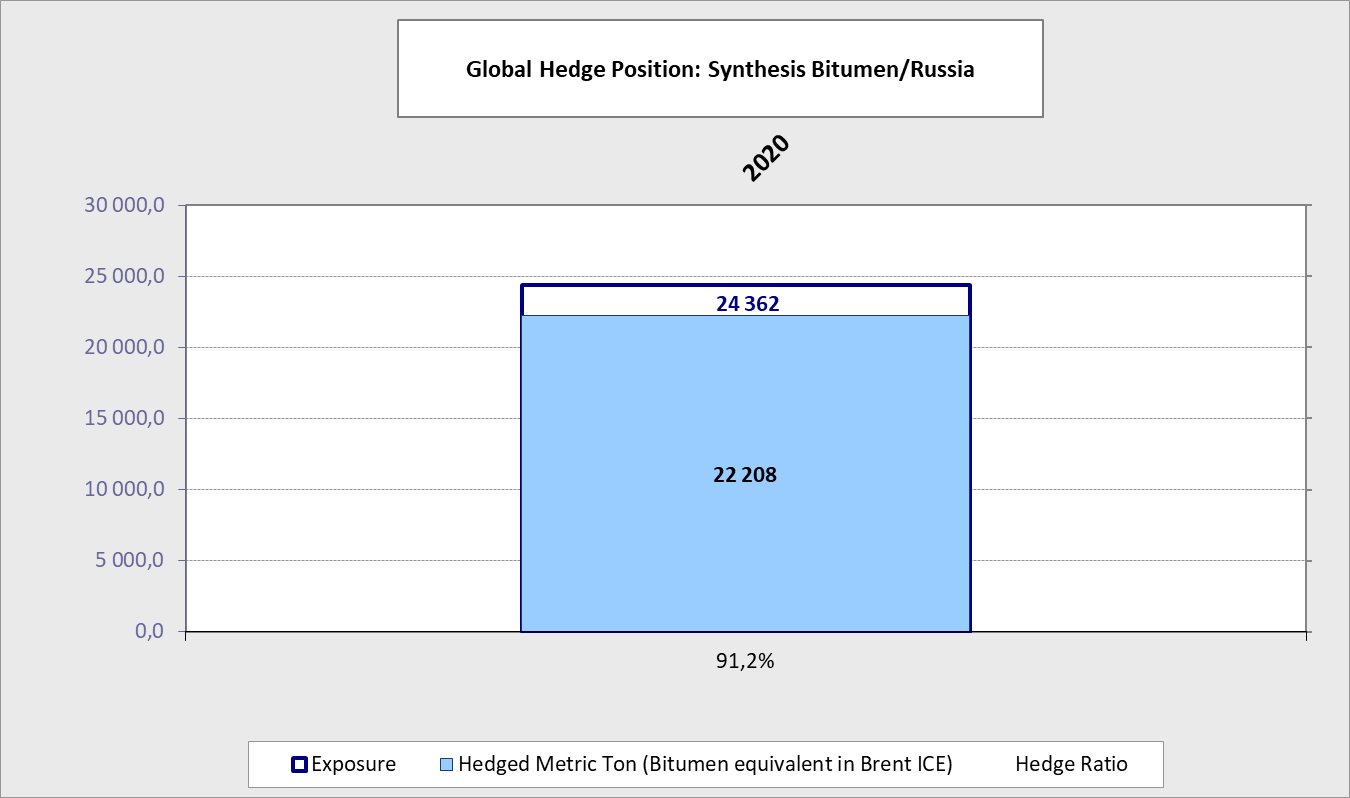 Global Hedge Position: Synthesis Bitumen/Russia
2020
30 000,0
25 000,0
20 000,0
15 000,0
10 000,0
5 000,0
0,0
24 362
22 208
91,2%
Exposure
Hedged Metric Ton (Bitumen equivalent in Brent ICE)
Hedge Ratio